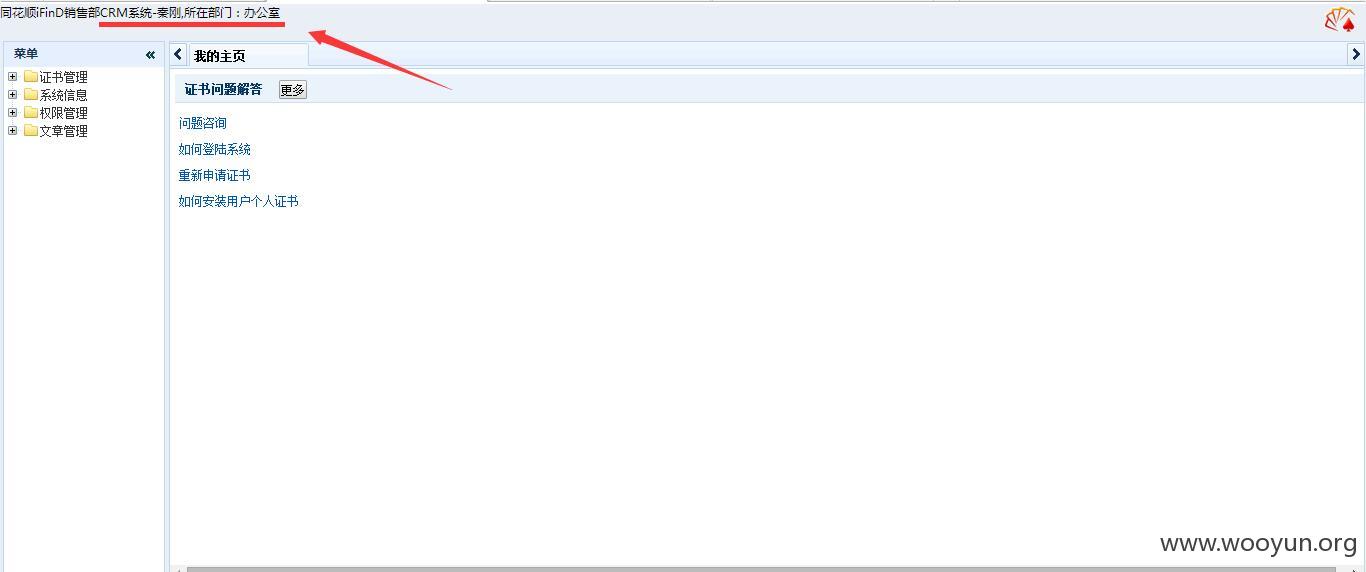 同花顺iFinD销售部CRM系统-秦刚,所在部门：办公室
菜单
我的主页
证书管理
系统信息
权限管理
文章管理
证书问题解答 更多
问题咨询
如何登陆系统
重新申请证书
如何安装用户个人证书
www.wooyun.org